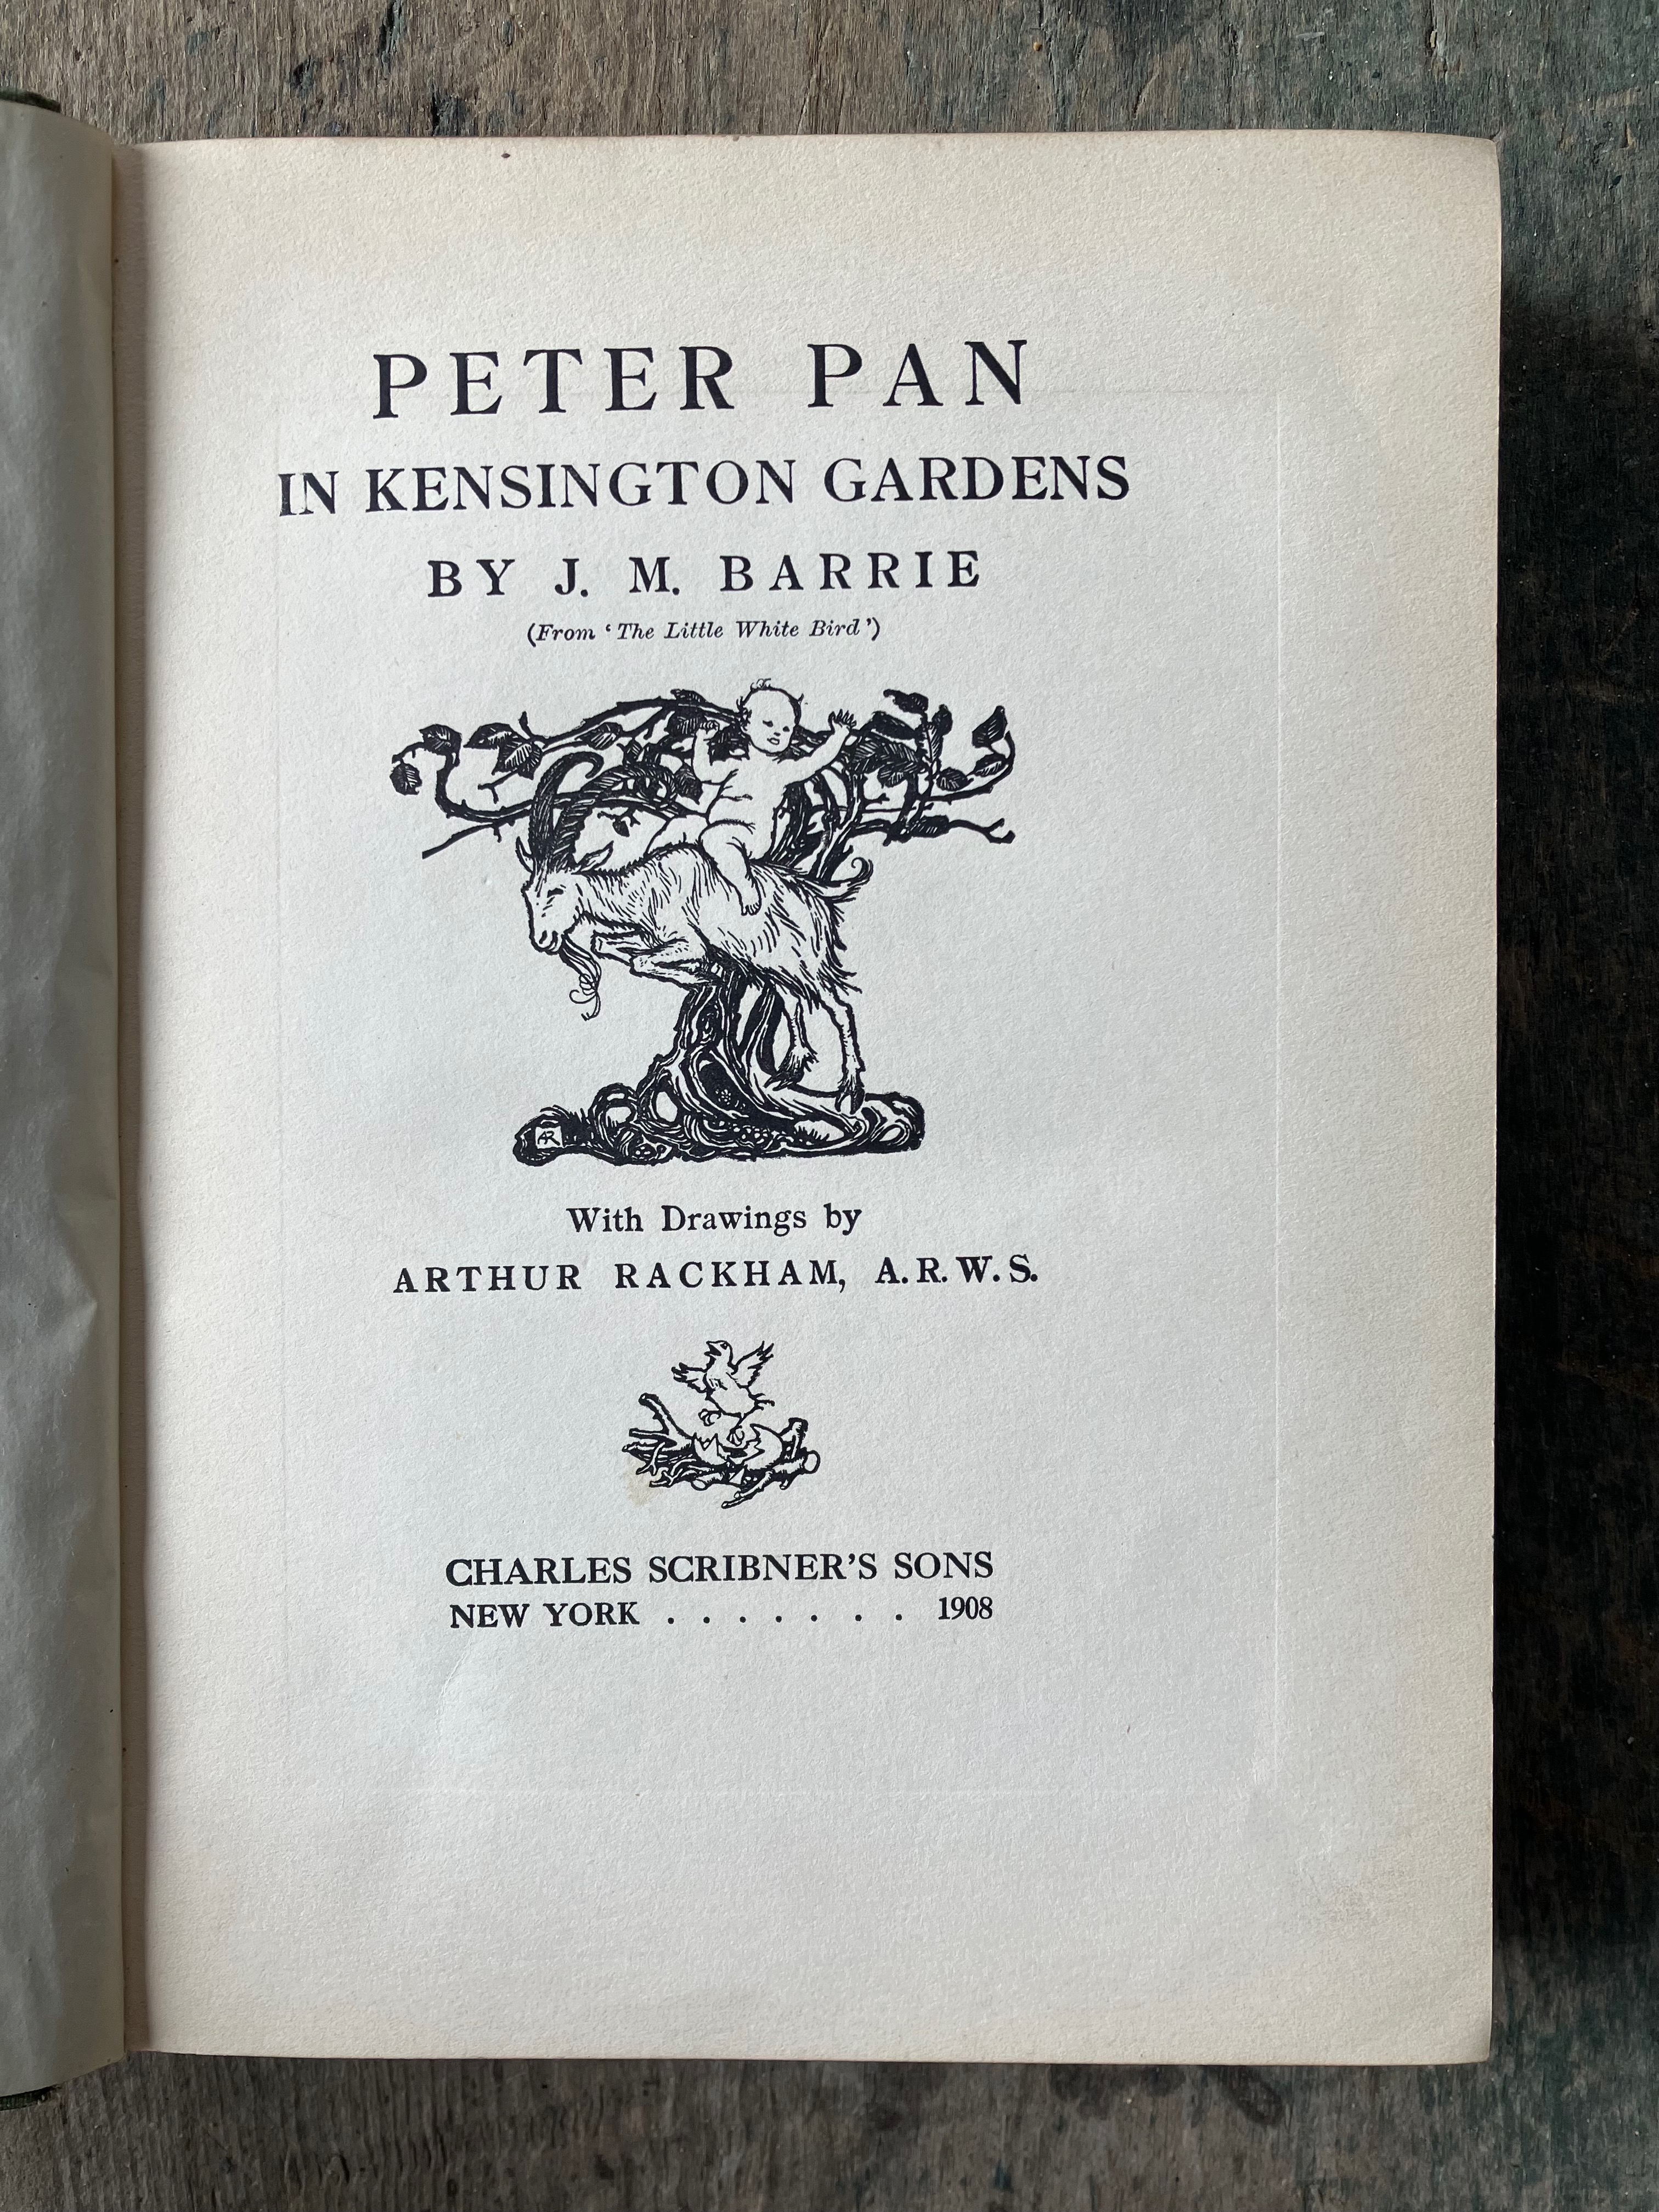 PETER PAN
IN KENSINGTON GARDENS
BY J. M. BARRIE
(From ‘The Little White Bird’)
AR
With Drawings by
ARTHUR RACKHAM, A.R.W.S.
CHARLES SCRIBNER’S SONS
NEW YORK . . . . . . . 1908